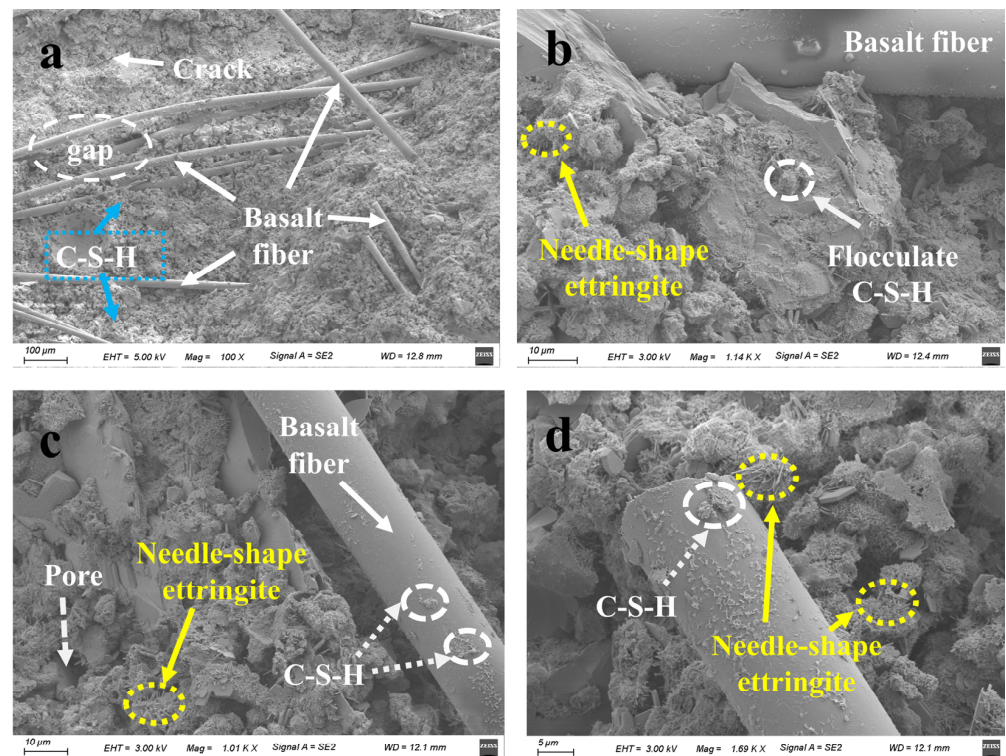 a
Crack
gap
Basalt
fiber
C-S-H
100 µm
EHT = 5.00 kV
Mag = 100 X
Signal A = SE2
WD = 12.8 mm
ZEISS
b
Basalt fiber
Needle-shape
ettringite
Flocculate
C-S-H
10 µm
EHT = 3.00 kV
Mag = 1.14 K X
Signal A = SE2
WD = 12.4 mm
ZEISS
c
Basalt
fiber
Needle-shape
ettringite
Pore
C-S-H
10 µm
EHT = 3.00 kV
Mag = 1.01 K X
Signal A = SE2
WD = 12.1 mm
ZEISS
d
C-S-H
Needle-shape
ettringite
5 µm
EHT = 3.00 kV
Mag = 1.69 K X
Signal A = SE2
WD = 12.1 mm
ZEISS